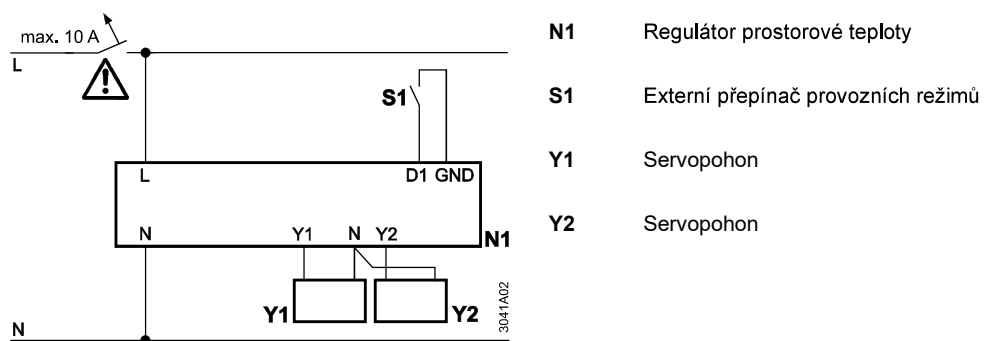 max. 10 A
L
S1
L
D1 GND
N
Y1
N
Y2
N1
Y1
Y2
3041A02
N
N1 Regulátor prostorové teploty
S1 Externí přepínač provozních režimů
Y1 Servopohon
Y2 Servopohon